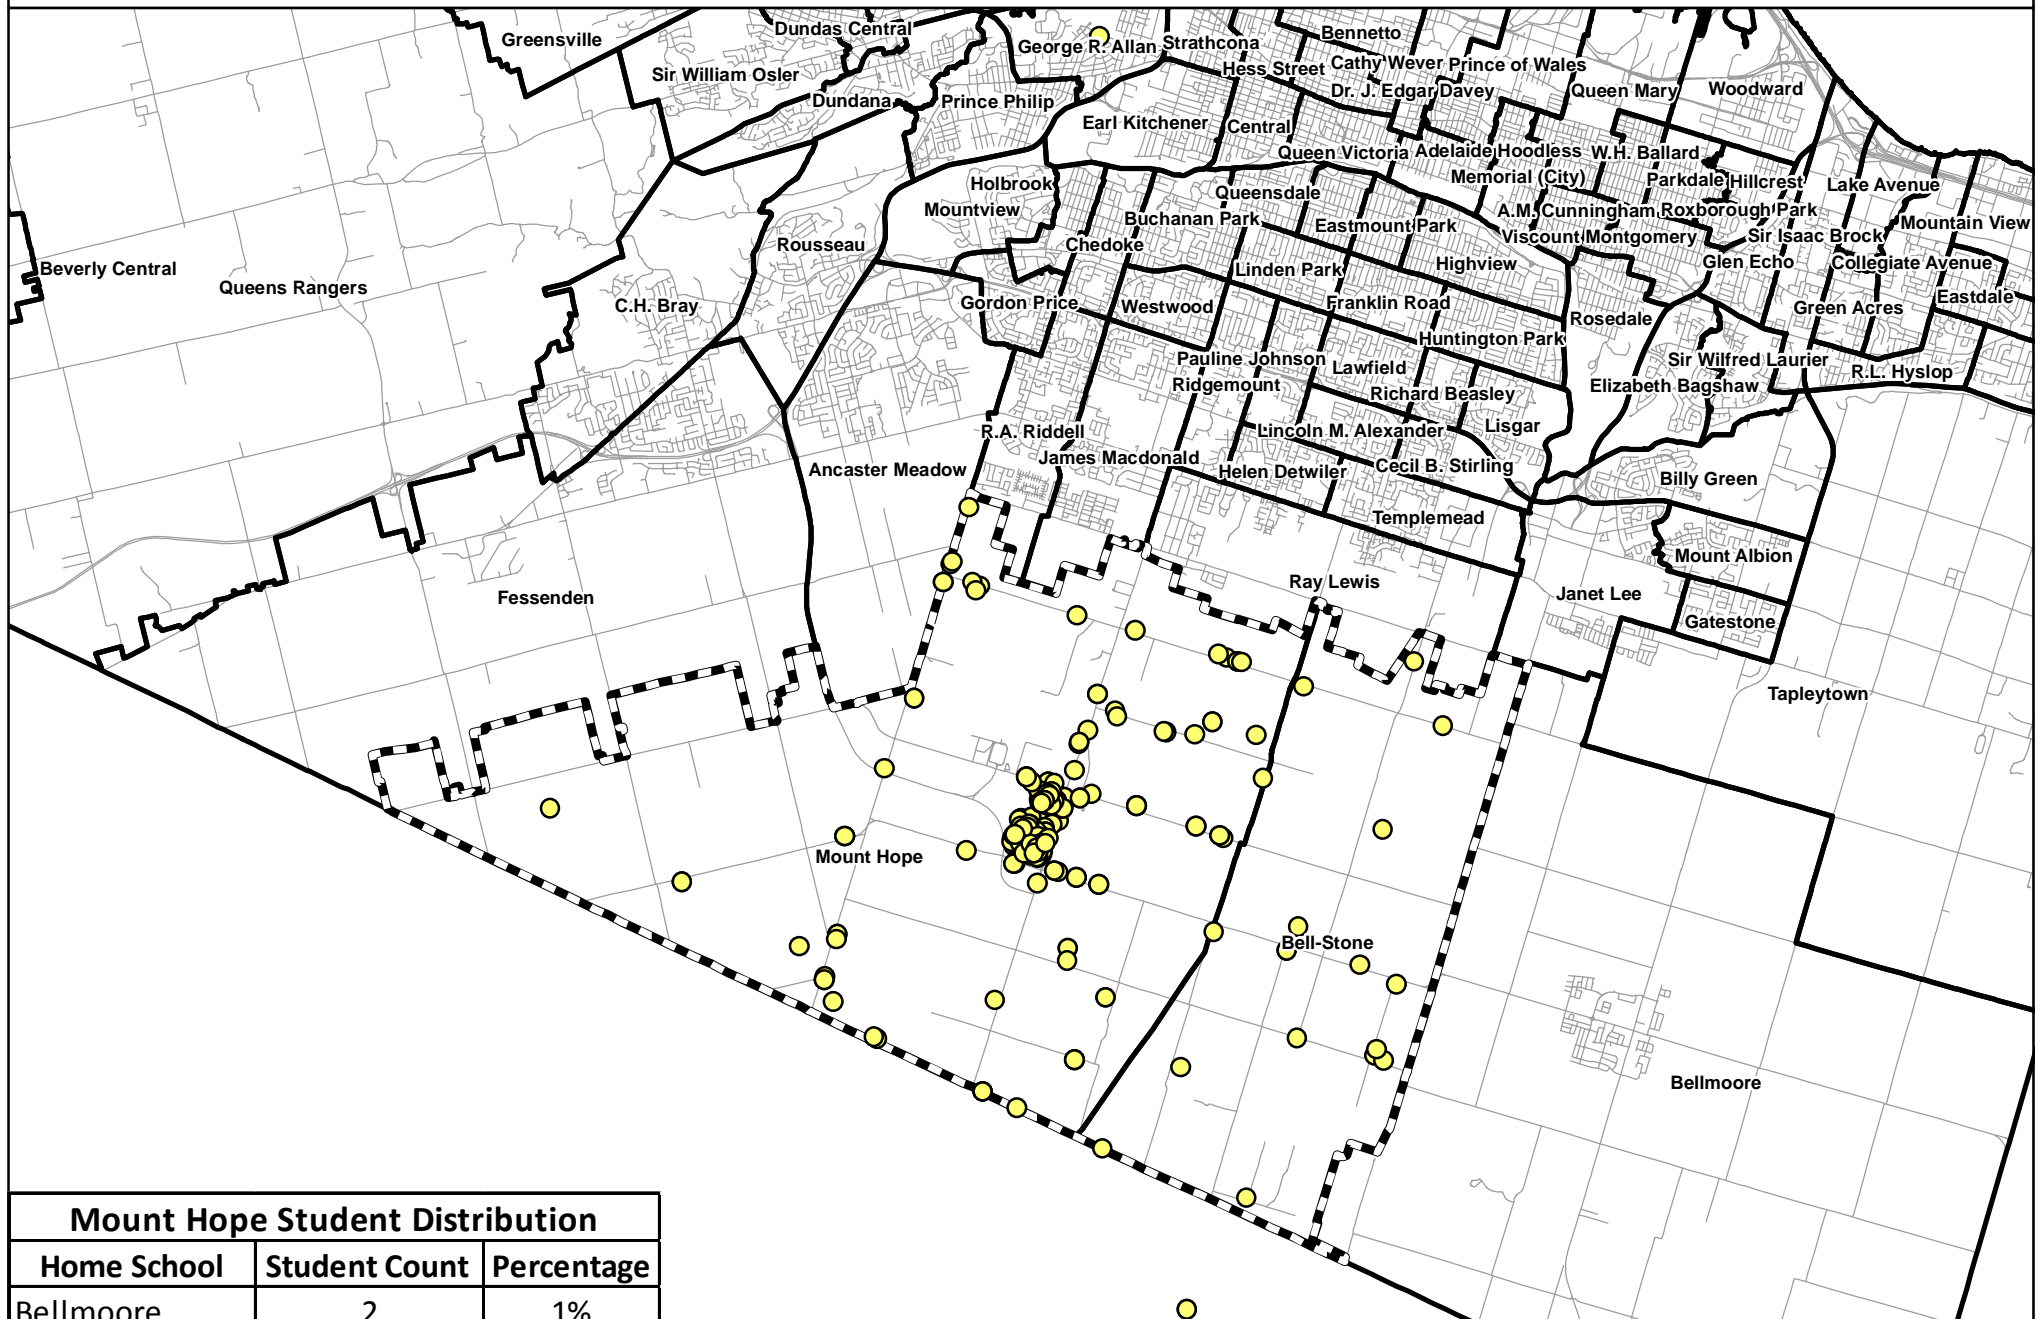 Greensville
Dundas Central
George R. Allan
Strathcona
Bennetto
Sir William Osler
Hess Street
Cathy Wever
Prince of Wales
Dundana
Prince Philip
Dr. J. Edgar Davey
Queen Mary
Woodward
Earl Kitchener
Central
Queen Victoria
Adelaide Hoodless
W.H. Ballard
Memorial (City)
Parkdale
Hillcrest
Lake Avenue
Holbrook
Queensdale
Mountview
Buchanan Park
Eastmount Park
A.M. Cunningham
Roxborough Park
Mountain View
Rousseau
Chedoke
Viscount Montgomery
Sir Isaac Brock
Beverly Central
Queens Rangers
Linden Park
Highview
Glen Echo
Collegiate Avenue
C.H. Bray
Gordon Price
Westwood
Franklin Road
Rosedale
Green Acres
Eastdale
Huntington Park
Pauline Johnson
Lawfield
Sir Wilfred Laurier
R.L. Hyslop
Ridgemount
Richard Beasley
Elizabeth Bagshaw
R.A. Riddell
Lincoln M. Alexander
Lisgar
Ancaster Meadow
James Macdonald
Helen Detwiler
Cecil B. Stirling
Billy Green
Templemead
Mount Albion
Fessenden
Ray Lewis
Janet Lee
Gatestone
Tapleytown
Mount Hope
Bell-Stone
Bellmoore
Mount Hope Student Distribution
Home School Student Count Percentage
Bellmoore 2 1%